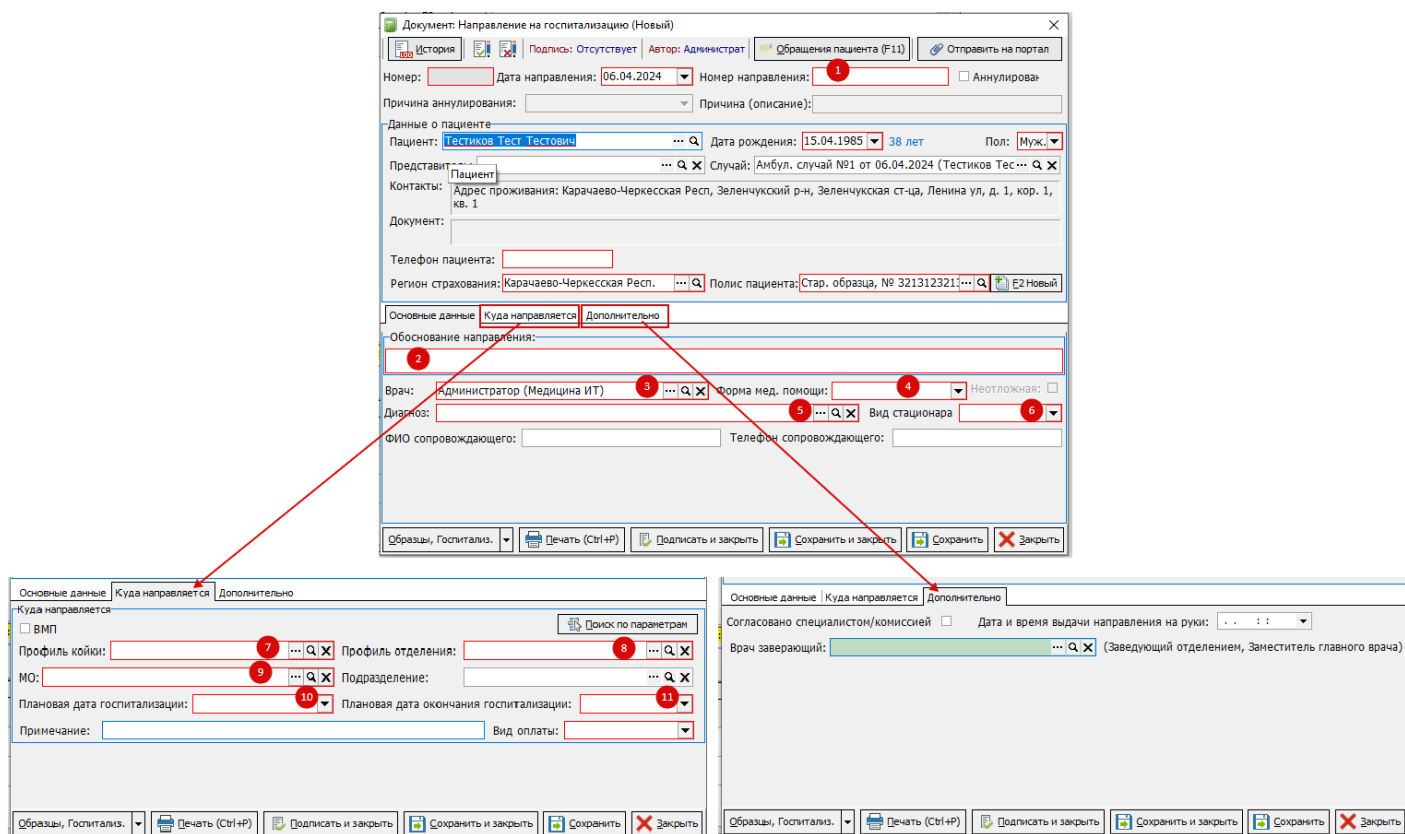 Документ: Направление на госпитализацию (Новый)
История Подпись: Отсутствует Автор: Администрат Обращения пациента (F11) Отправить на портал
Номер: Дата направления: 06.04.2024 Номер направления: 1 Аннулирован
Причина аннулирования: Причина (описание):
Данные о пациенте
Пациент: Тестиков Тест Тестович Дата рождения: 15.04.1985 38 лет Пол: Муж.
Случай: Амбул. случай №1 от 06.04.2024 (Тестиков Тес
Пациент
Контакты: Адрес проживания: Карачаево-Черкесская Респ, Зеленчукский р-н, Зеленчукская ст-ца, Ленина ул, д. 1, кор. 1,
кв. 1
Документ:
Телефон пациента:
Регион страхования: Карачаево-Черкесская Респ. Полис пациента: Стар. образца, № 321312321 F2 Новый
Основные данные Куда направляется Дополнительно
Обоснование направления:
2
Врач: Администратор (Медицина ИТ) 3 Форма мед. помощи: 4 Неотложная:
Диагноз: 5 Вид стационара 6
ФИО сопровождающего: Телефон сопровождающего:
Образцы, Госпитализ. Печать (Ctrl+P) Подписать и закрыть Сохранить и закрыть Сохранить Закрыть
Основные данные Куда направляется Дополнительно
Куда направляется
ВМП Поиск по параметрам
Профиль койки: 7 Профиль отделения: 8
МО: 9 Подразделение:
Плановая дата госпитализации: 10 Плановая дата окончания госпитализации: 11
Примечание: Вид оплаты:
Образцы, Госпитализ. Печать (Ctrl+P) Подписать и закрыть Сохранить и закрыть Сохранить Закрыть
Основные данные Куда направляется Дополнительно
Согласовано специалистом/комиссией Дата и время выдачи направления на руки: . . : :
Врач заверающий: (Заведующий отделением, Заместитель главного врача)
Образцы, Госпитализ. Печать (Ctrl+P) Подписать и закрыть Сохранить и закрыть Сохранить Закрыть